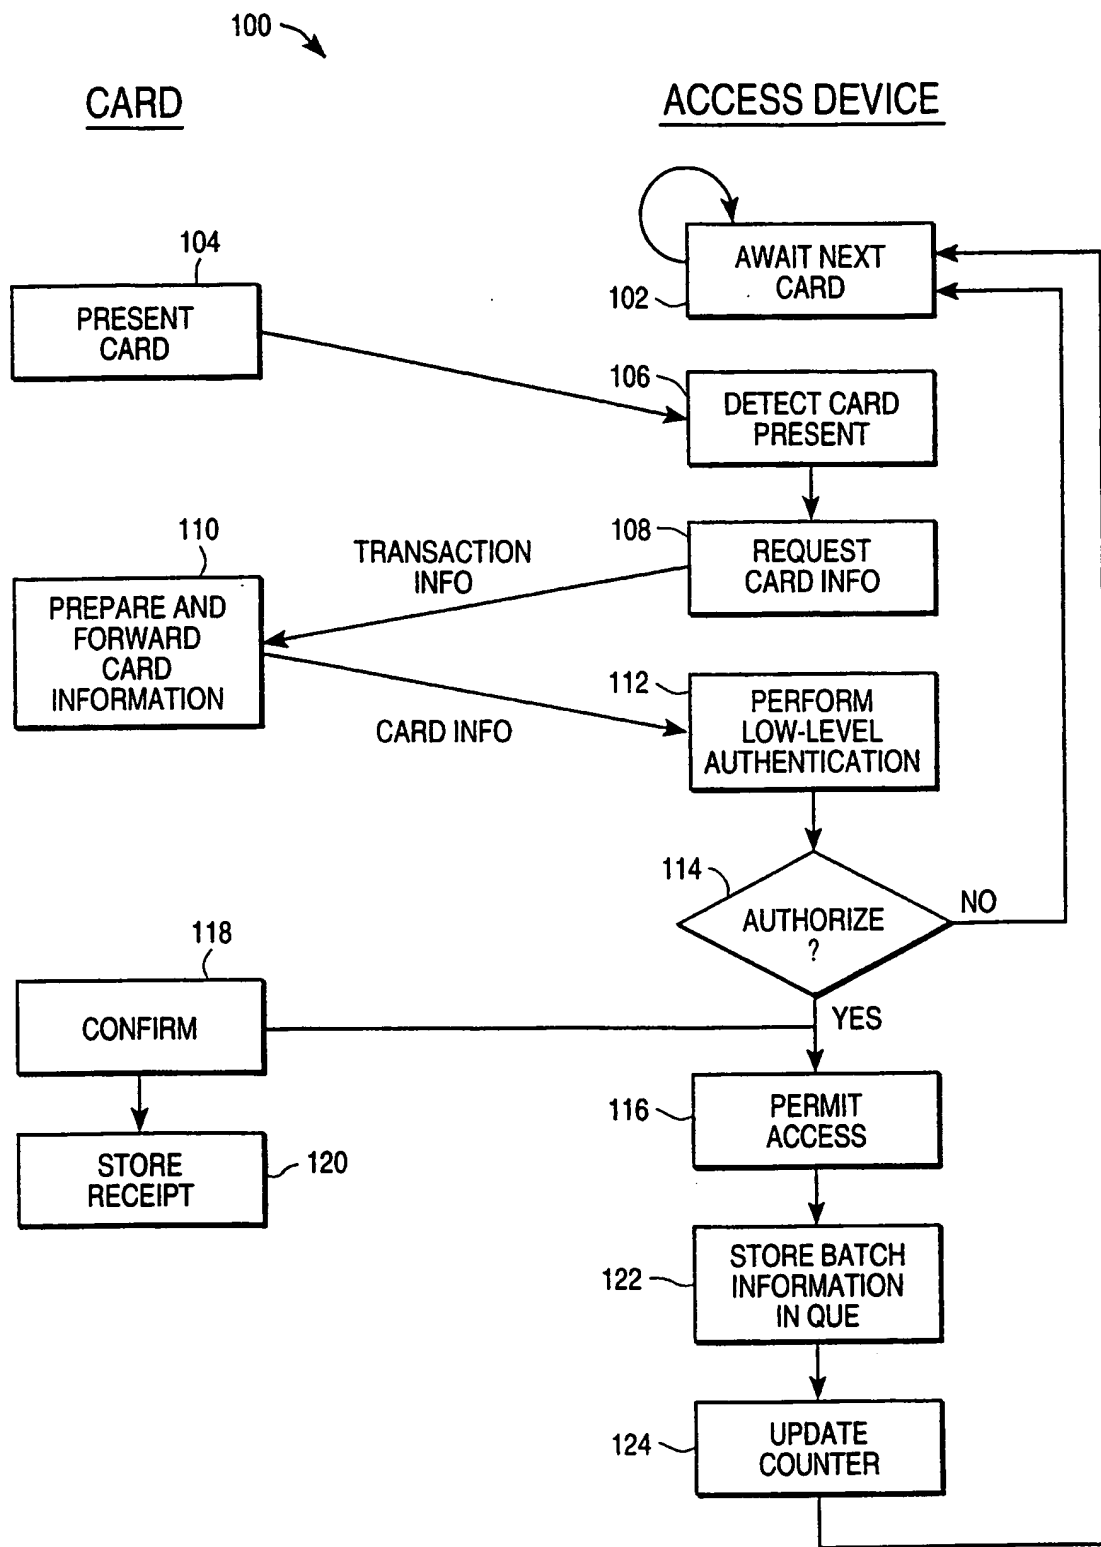 100
CARD
ACCESS DEVICE
104
PRESENT
CARD
AWAIT NEXT
CARD
102
106
DETECT CARD
PRESENT
110
PREPARE AND
FORWARD
CARD
INFORMATION
TRANSACTION
INFO
108
REQUEST
CARD INFO
CARD INFO
112
PERFORM
LOW-LEVEL
AUTHENTICATION
114
AUTHORIZE
?
NO
YES
118
CONFIRM
116
PERMIT
ACCESS
STORE
RECEIPT
120
122
STORE BATCH
INFORMATION
IN QUE
124
UPDATE
COUNTER